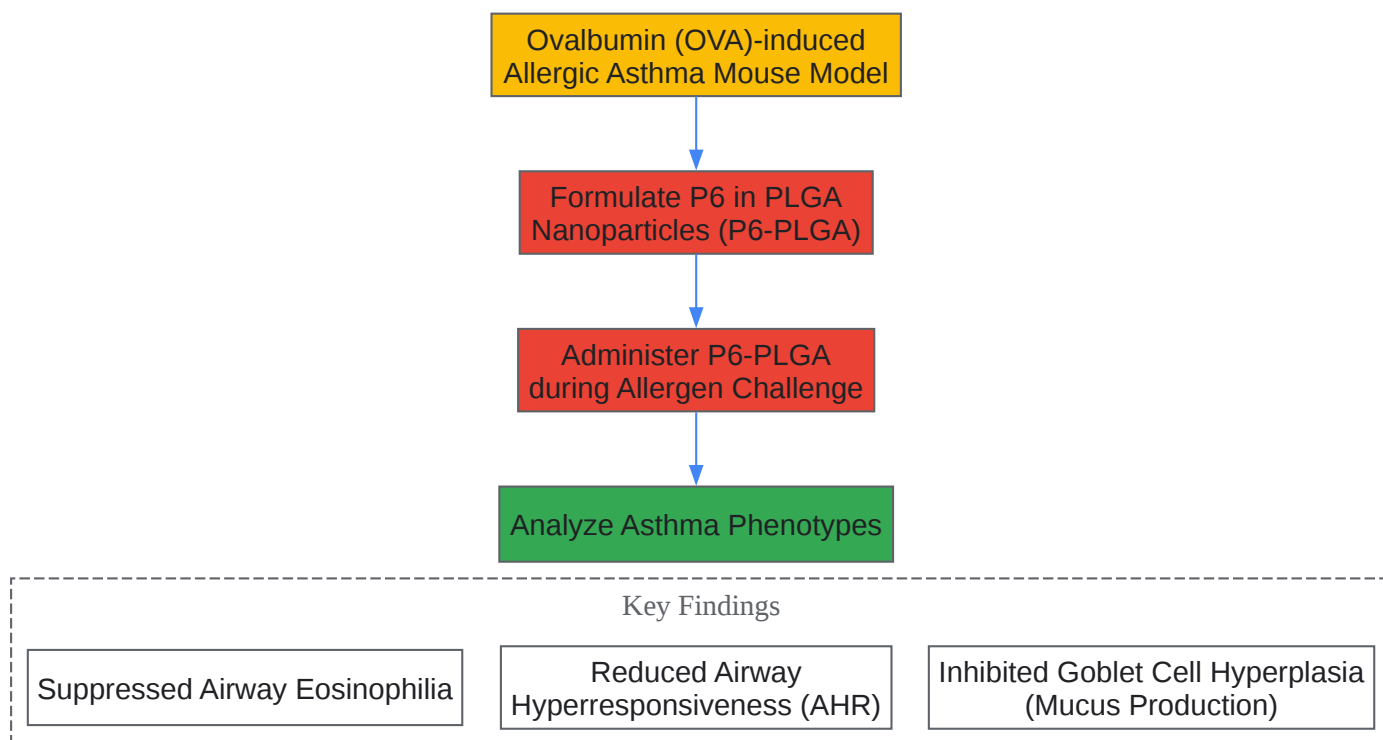 Ovalbumin (OVA)-induced
Allergic Asthma Mouse Model
Formulate P6 in PLGA
Nanoparticles (P6-PLGA)
Administer P6-PLGA
during Allergen Challenge
Analyze Asthma Phenotypes
Key Findings
Suppressed Airway Eosinophilia
Reduced Airway
Hyperresponsiveness (AHR)
Inhibited Goblet Cell Hyperplasia
(Mucus Production)